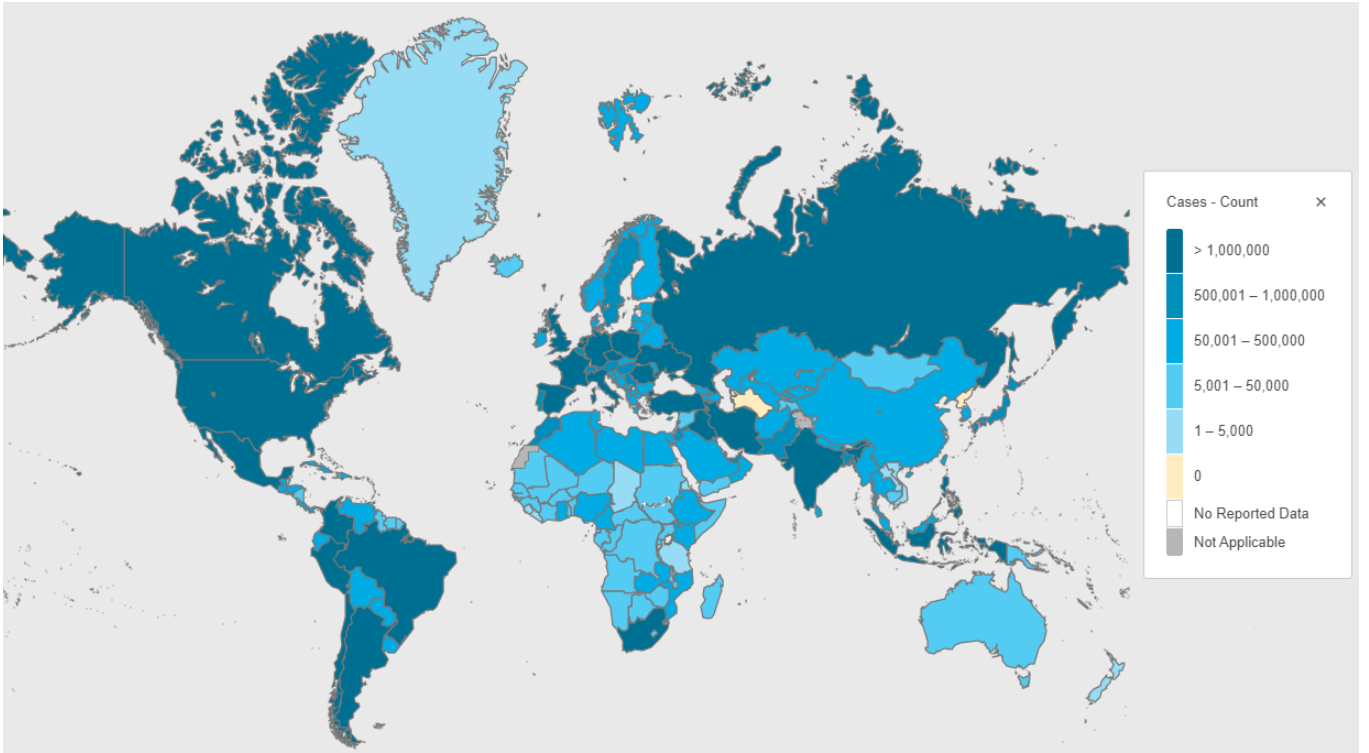 Cases - Count ×
> 1,000,000
500,001 – 1,000,000
50,001 – 500,000
5,001 – 50,000
1 – 5,000
0
No Reported Data
Not Applicable